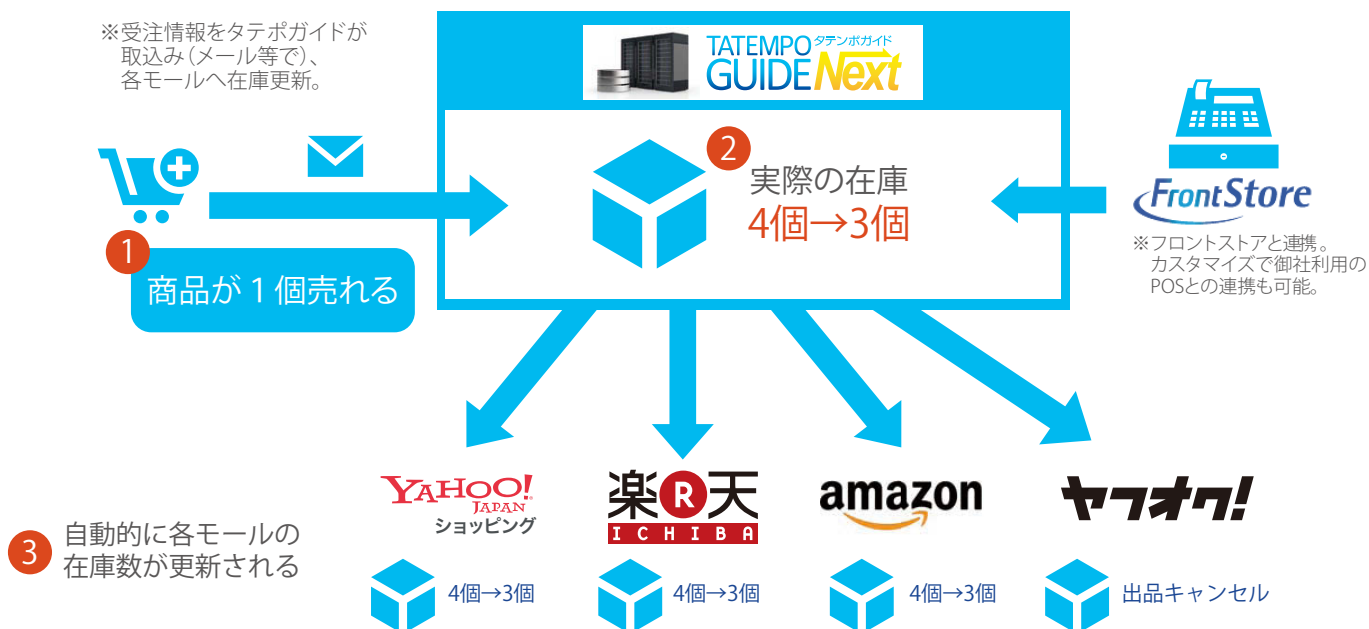 ※受注情報をタテポガイドが
取込み(メール等で)、
各モールへ在庫更新。
TATEMPO タテンポガイド
GUIDE Next
1
商品が1個売れる
2
実際の在庫
4個→3個
FrontStore
※フロントストアと連携。
カスタマイズで御社利用の
POSとの連携も可能。
3
自動的に各モールの
在庫数が更新される
YAHOO!
JAPAN
ショッピング
4個→3個
楽R天
ICHIBA
4個→3個
amazon
4個→3個
ヤフオク!
出品キャンセル